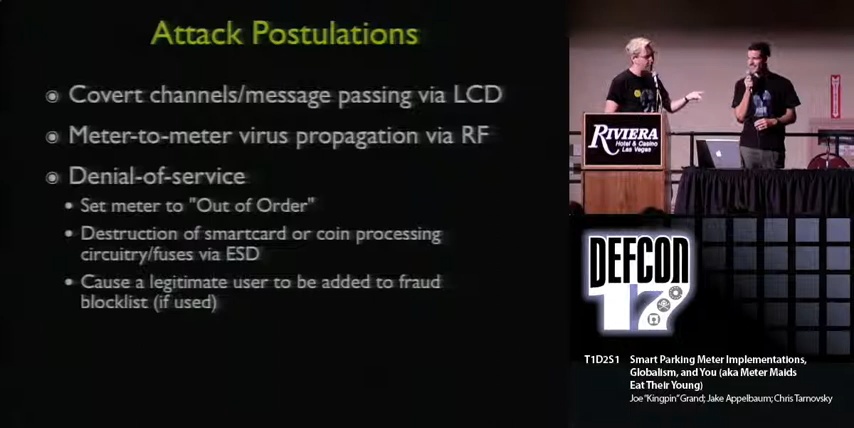 Attack Postulations
Covert channels/message passing via LCD
Meter-to-meter virus propagation via RF
Denial-of-service
Set meter to "Out of Order"
Destruction of smartcard or coin processing
circuitry/fuses via ESD
Cause a legitimate user to be added to fraud
blocklist (if used)
RIVIERA
Hotel & Casino
Las Vegas
DEFCON
17
T1D2S1 Smart Parking Meter Implementations,
Globalism, and You (aka Meter Maids
Eat Their Young)
Joe "Kingpin" Grand; Jake Appelbaum; Chris Tarnovsky